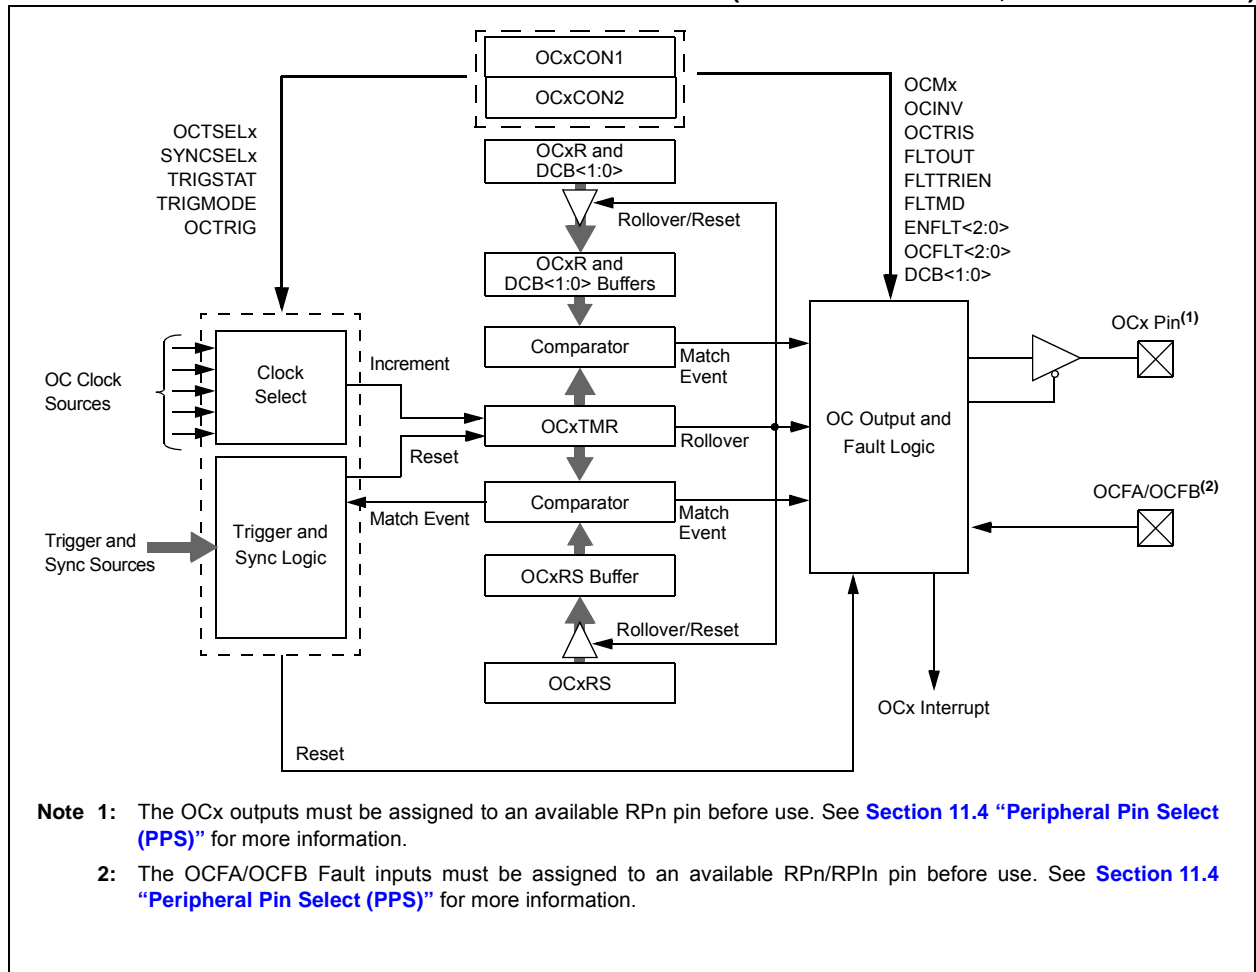 OCxCON1
OCxCON2
OCTSELx
SYNCSELx
TRIGSTAT
TRIGMODE
OCTRIG
OCMx
OCINV
OCTRIS
FLTOUT
FLTTRIEN
FLTMD
ENFLT<2:0>
OCFLT<2:0>
DCB<1:0>
OCxR and
DCB<1:0>
Rollover/Reset
OCxR and
DCB<1:0> Buffers
Comparator
Match
Event
OC Clock
Sources
Clock
Select
Increment
OCxTMR
Rollover
Reset
OC Output and
Fault Logic
OCx Pin(1)
OCFA/OCFB(2)
Trigger and
Sync Sources
Trigger and
Sync Logic
Match Event
Comparator
Match
Event
OCxRS Buffer
Rollover/Reset
OCxRS
OCx Interrupt
Reset
Note 1: The OCx outputs must be assigned to an available RPn pin before use. See Section 11.4 “Peripheral Pin Select
(PPS)” for more information.
2: The OCFA/OCFB Fault inputs must be assigned to an available RPn/RPIn pin before use. See Section 11.4
“Peripheral Pin Select (PPS)” for more information.